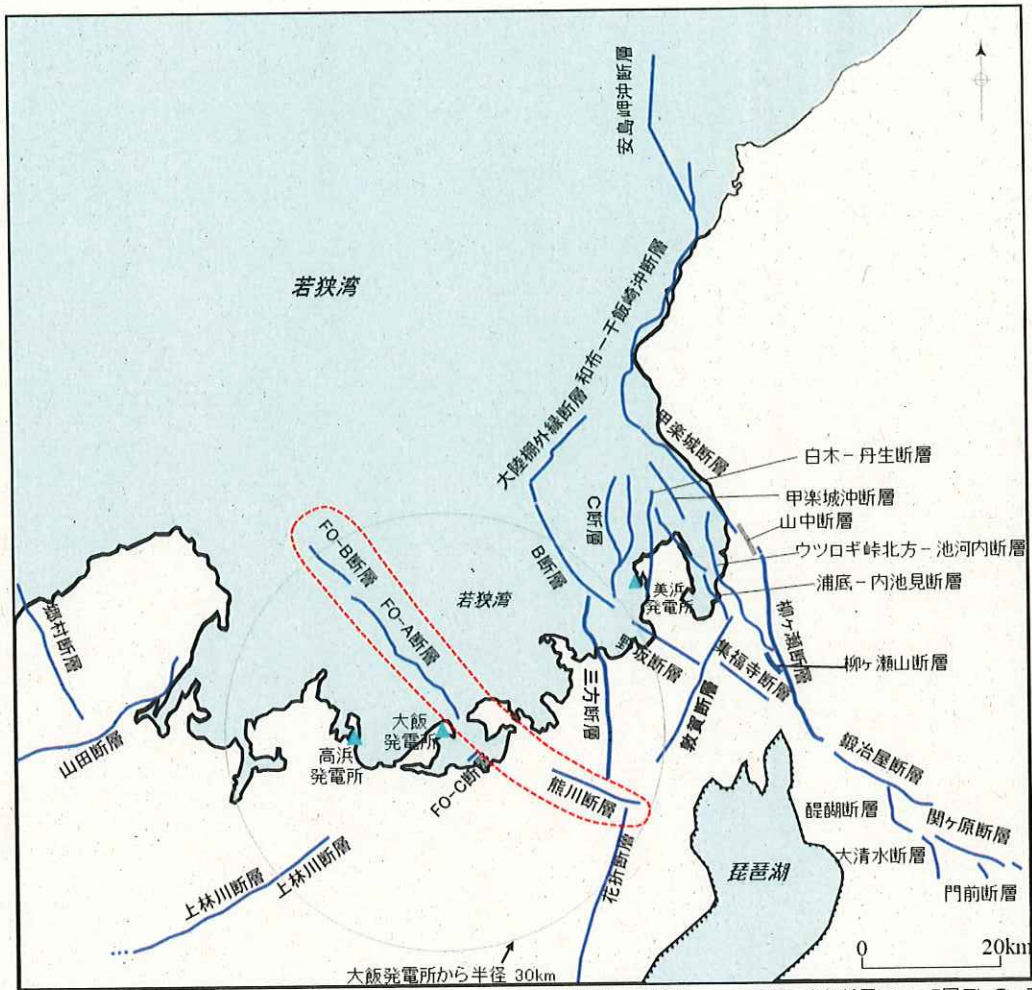 安島岬沖断層
若狭湾
和布－干飯崎沖断層
大陸棚外縁断層
甲楽城断層
白木－丹生断層
甲楽城沖断層
山中断層
ウツロギ峠北方－池河内断層
浦底－内池見断層
C断層
B断層
FO-B断層
FO-A断層
若狭湾
美浜
発電所
郷村断層
野坂断層
集福寺断層
柳ヶ瀬断層
柳ヶ瀬山断層
三方断層
敦賀断層
山田断層
大飯
発電所
高浜
発電所
FO-C断層
熊川断層
鍛冶屋断層
醍醐断層
関ヶ原断層
大清水断層
門前断層
琵琶湖
花折断層
上林川断層
上林川断層
大飯発電所から半径 30km
0 20km